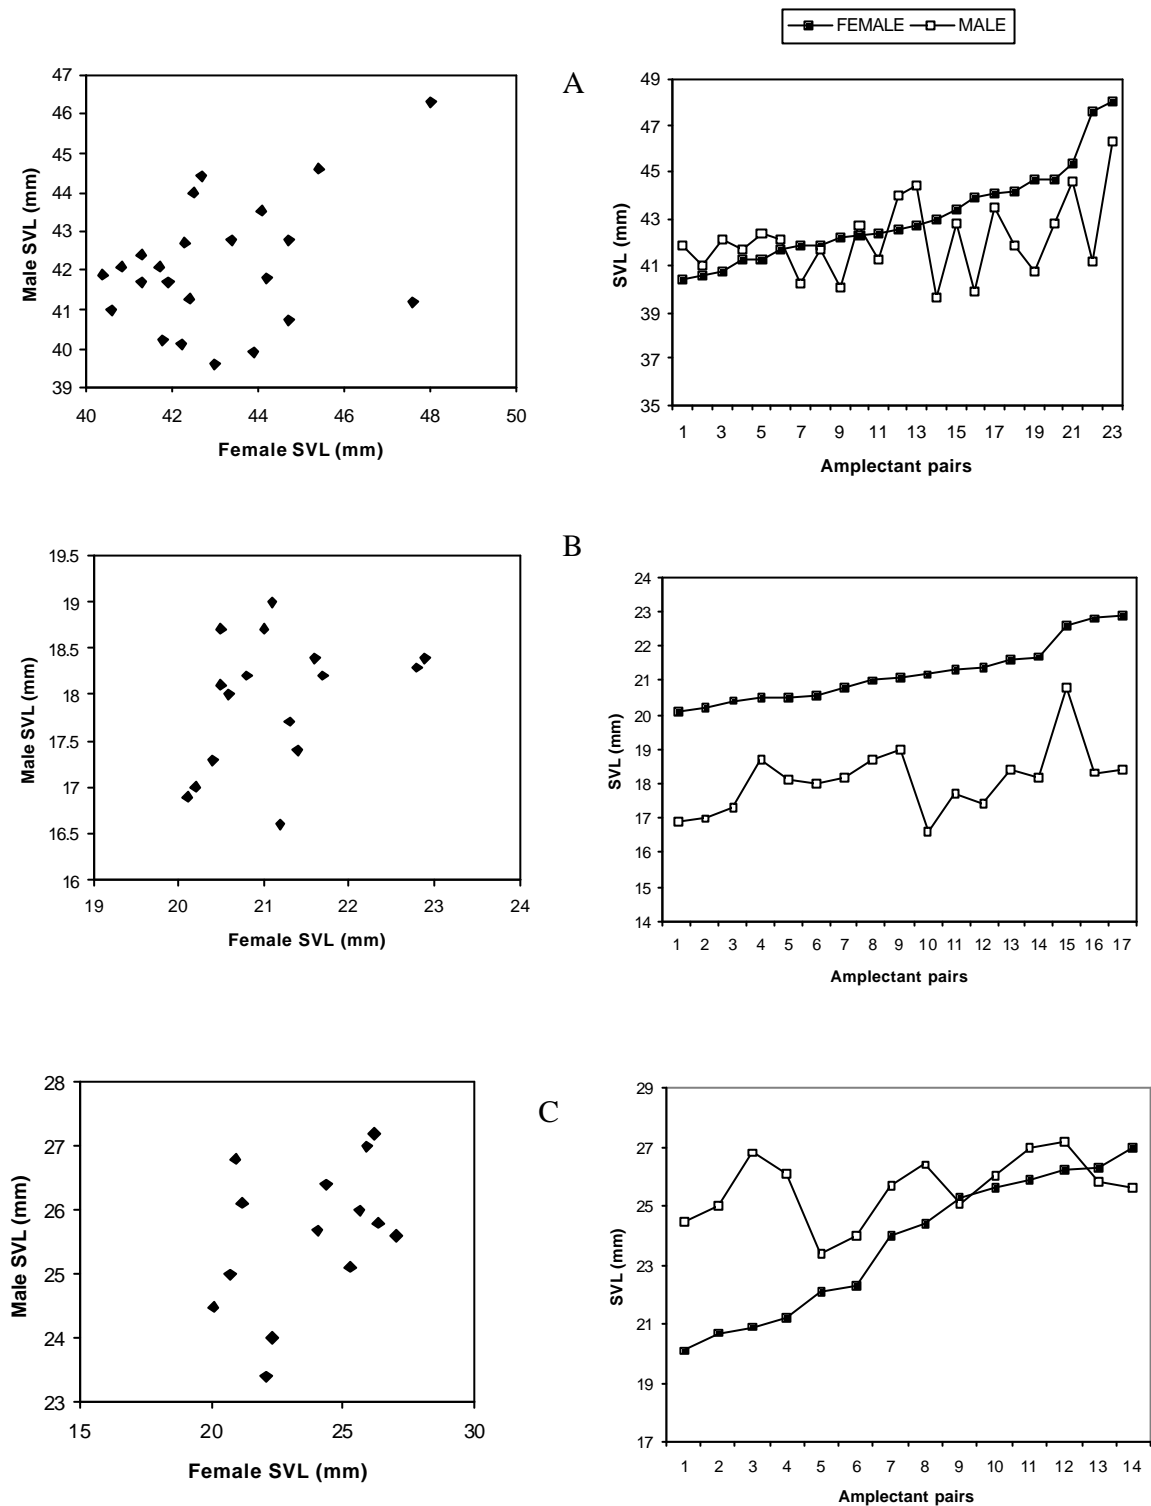 FEMALE MALE
A
47
46
45
44
43
42
41
40
39
Male SVL (mm)
40 42 44 46 48 50
Female SVL (mm)
49
47
45
43
41
39
37
35
SVL (mm)
1 3 5 7 9 11 13 15 17 19 21 23
Amplectant pairs
B
19.5
19
18.5
18
17.5
17
16.5
16
Male SVL (mm)
19 20 21 22 23 24
Female SVL (mm)
24
23
22
21
20
19
18
17
16
15
14
SVL (mm)
1 2 3 4 5 6 7 8 9 10 11 12 13 14 15 16 17
Amplectant pairs
C
28
27
26
25
24
23
Male SVL (mm)
15 20 25 30
Female SVL (mm)
29
27
25
23
21
19
17
SVL (mm)
1 2 3 4 5 6 7 8 9 10 11 12 13 14
Amplectant pairs